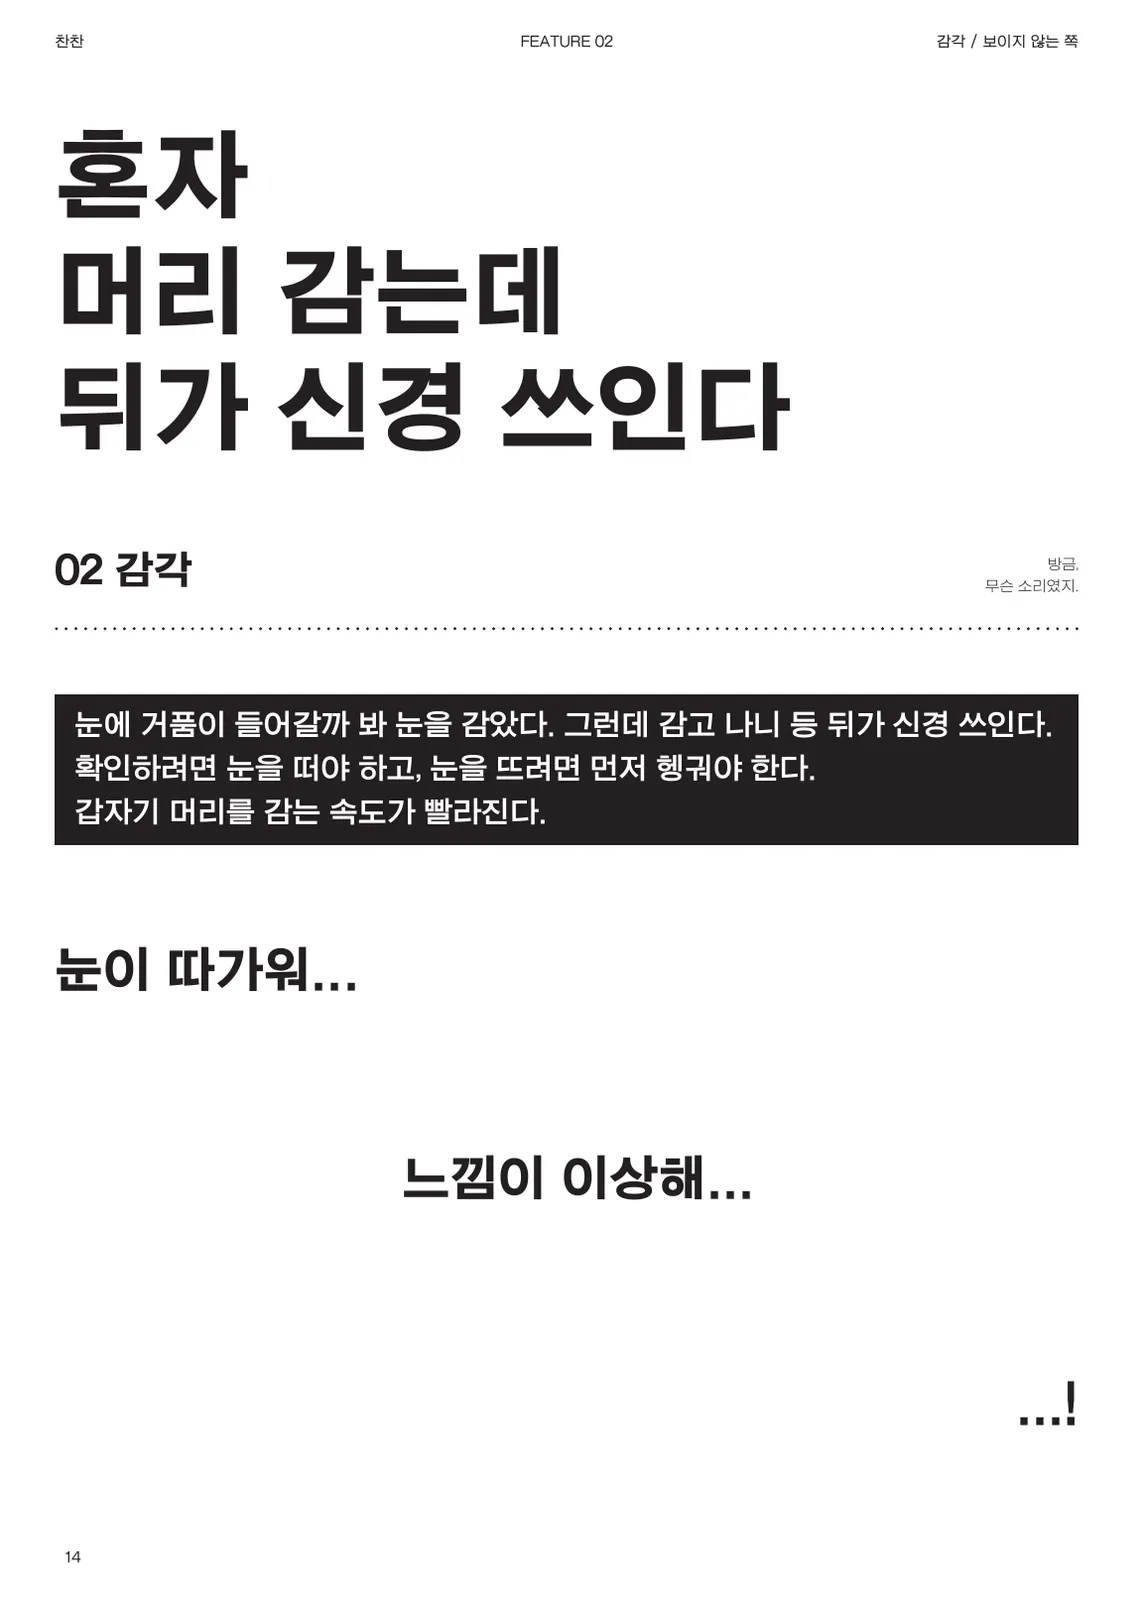 찬찬
FEATURE 02
감각 / 보이지 않는 쪽
혼자
머리 감는데
뒤가 신경 쓰인다
02 감각
방금,
무슨 소리였지.
눈에 거품이 들어갈까 봐 눈을 감았다. 그런데 감고 나니 등 뒤가 신경 쓰인다.
확인하려면 눈을 떠야 하고, 눈을 뜨려면 먼저 헹궈야 한다.
갑자기 머리를 감는 속도가 빨라진다.
눈이 따가워...
느낌이 이상해...
...!
14